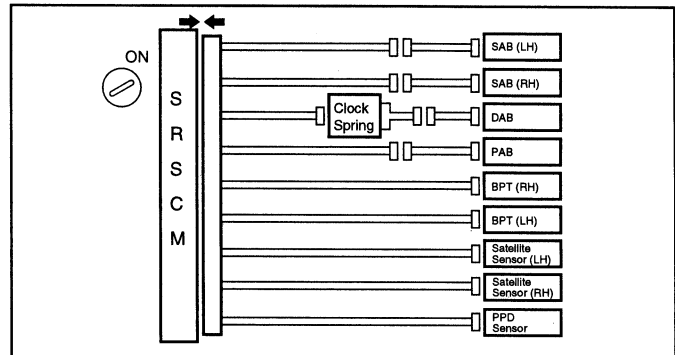 ON
S
R
S
C
M
SAB (LH)
SAB (RH)
Clock
Spring
DAB
PAB
BPT (RH)
BPT (LH)
Satellite
Sensor (LH)
Satellite
Sensor (RH)
PPD
Sensor